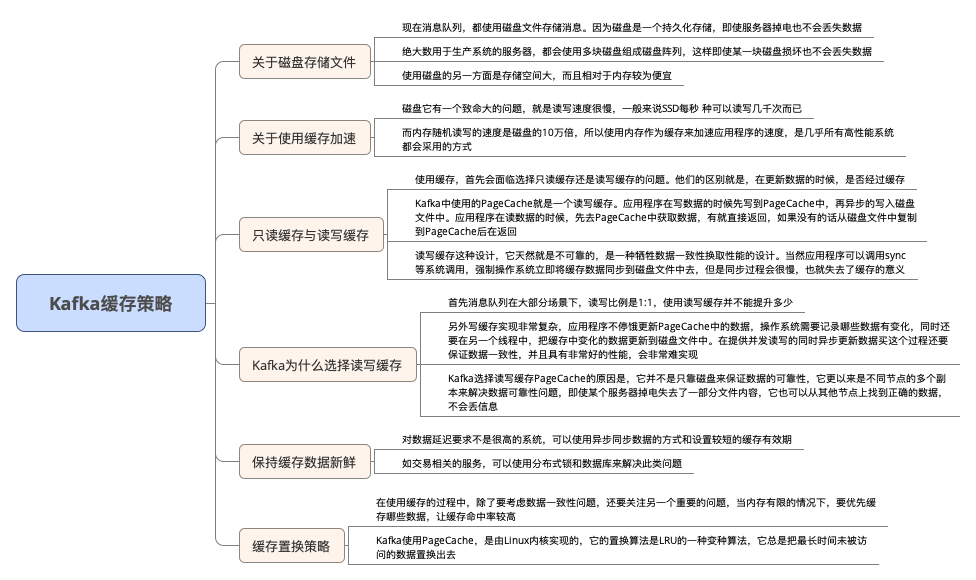 现在消息队列，都使用磁盘文件存储消息。因为磁盘是一个持久化存储，即使服务器掉电也不会丢失数据
绝大数用于生产系统的服务器，都会使用多块磁盘组成磁盘阵列，这样即使某一块磁盘损坏也不会丢失数据
关于磁盘存储文件
使用磁盘的另一方面是存储空间大，而且相对于内存较为便宜
磁盘它有一个致命大的问题，就是读写速度很慢，一般来说SSD每秒 种可以读写几千次而已
关于使用缓存加速
而内存随机读写的速度是磁盘的10万倍，所以使用内存作为缓存来加速应用程序的速度，是几乎所有高性能系统
都会采用的方式
使用缓存，首先会面临选择只读缓存还是读写缓存的问题。他们的区别就是，在更新数据的时候，是否经过缓存
Kafka中使用的PageCache就是一个读写缓存。应用程序在写数据的时候先写到PageCache中，再异步的写入磁盘
文件中。应用程序在读数据的时候，先去PageCache中获取数据，有就直接返回，如果没有的话从磁盘文件中复制
到PageCache后在返回
只读缓存与读写缓存
读写缓存这种设计，它天然就是不可靠的，是一种牺牲数据一致性换取性能的设计。当然应用程序可以调用sync
等系统调用，强制操作系统立即将缓存数据同步到磁盘文件中去，但是同步过程会很慢，也就失去了缓存的意义
Kafka缓存策略
首先消息队列在大部分场景下，读写比例是1:1，使用读写缓存并不能提升多少
另外写缓存实现非常复杂，应用程序不停饿更新PageCache中的数据，操作系统需要记录哪些数据有变化，同时还
要在另一个线程中，把缓存中变化的数据更新到磁盘文件中。在提供并发读写的同时异步更新数据买这个过程还要
保证数据一致性，并且具有非常好的性能，会非常难实现
Kafka为什么选择读写缓存
Kafka选择读写缓存PageCache的原因是，它并不是只靠磁盘来保证数据的可靠性，它更以来是不同节点的多个副
本来解决数据可靠性问题，即使某个服务器掉电失去了一部分文件内容，它也可以从其他节点上找到正确的数据，
不会丢信息
对数据延迟要求不是很高的系统，可以使用异步同步数据的方式和设置较短的缓存有效期
保持缓存数据新鲜
如交易相关的服务，可以使用分布式锁和数据库来解决此类问题
在使用缓存的过程中，除了要考虑数据一致性问题，还要关注另一个重要的问题，当内存有限的情况下，要优先缓
存哪些数据，让缓存命中率较高
缓存置换策略
Kafka使用PageCache，是由Linux内核实现的，它的置换算法是LRU的一种变种算法，它总是把最长时间未被访
问的数据置换出去